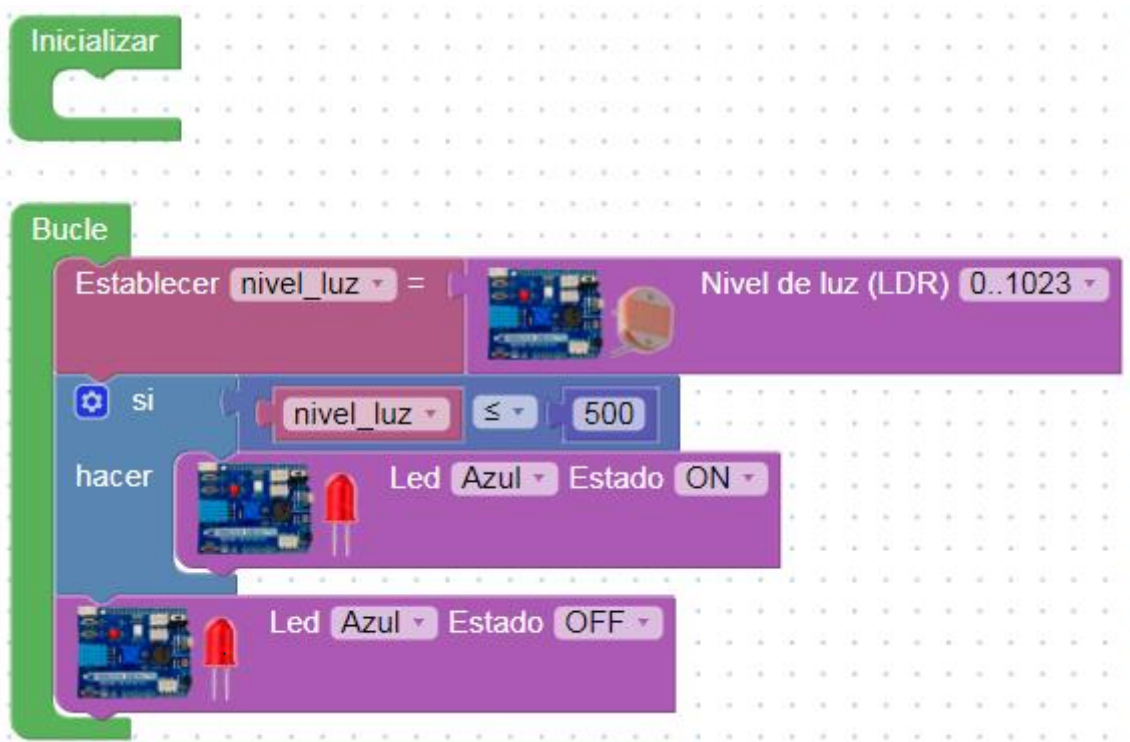 Inicializar
Bucle
Establecer nivel_luz = Nivel de luz (LDR) 0..1023
si nivel_luz ≤ 500
hacer Led Azul Estado ON
Led Azul Estado OFF